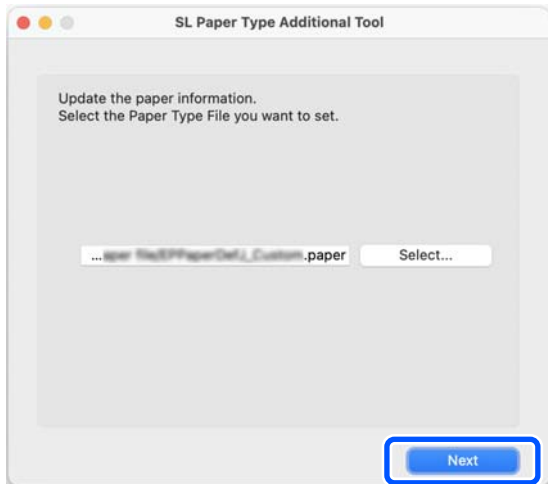 SL Paper Type Additional Tool
Update the paper information.
Select the Paper Type File you want to set.
... .paper
Select...
Next